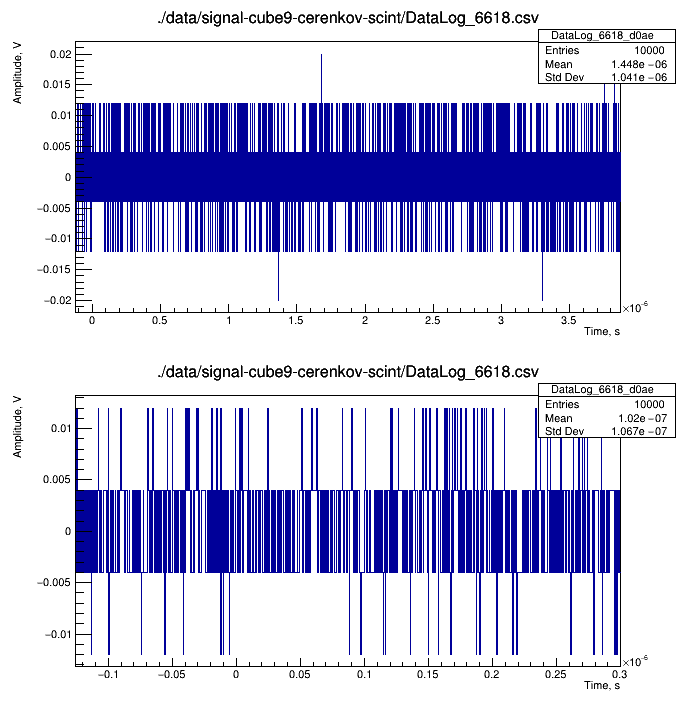 ./data/signal-cube9-cerenkov-scint/DataLog_6618.csv
DataLog_6618_d0ae
Entries 10000
Mean 1.448e−06
Std Dev 1.041e−06
Amplitude, V
0.02
0.015
0.01
0.005
0
−0.005
−0.01
−0.015
−0.02
0 0.5 1 1.5 2 2.5 3 3.5
×10−6
Time, s
./data/signal-cube9-cerenkov-scint/DataLog_6618.csv
DataLog_6618_d0ae
Entries 10000
Mean 1.02e−07
Std Dev 1.067e−07
Amplitude, V
0.01
0.005
0
−0.005
−0.01
−0.1 −0.05 0 0.05 0.1 0.15 0.2 0.25 0.3
×10−6
Time, s